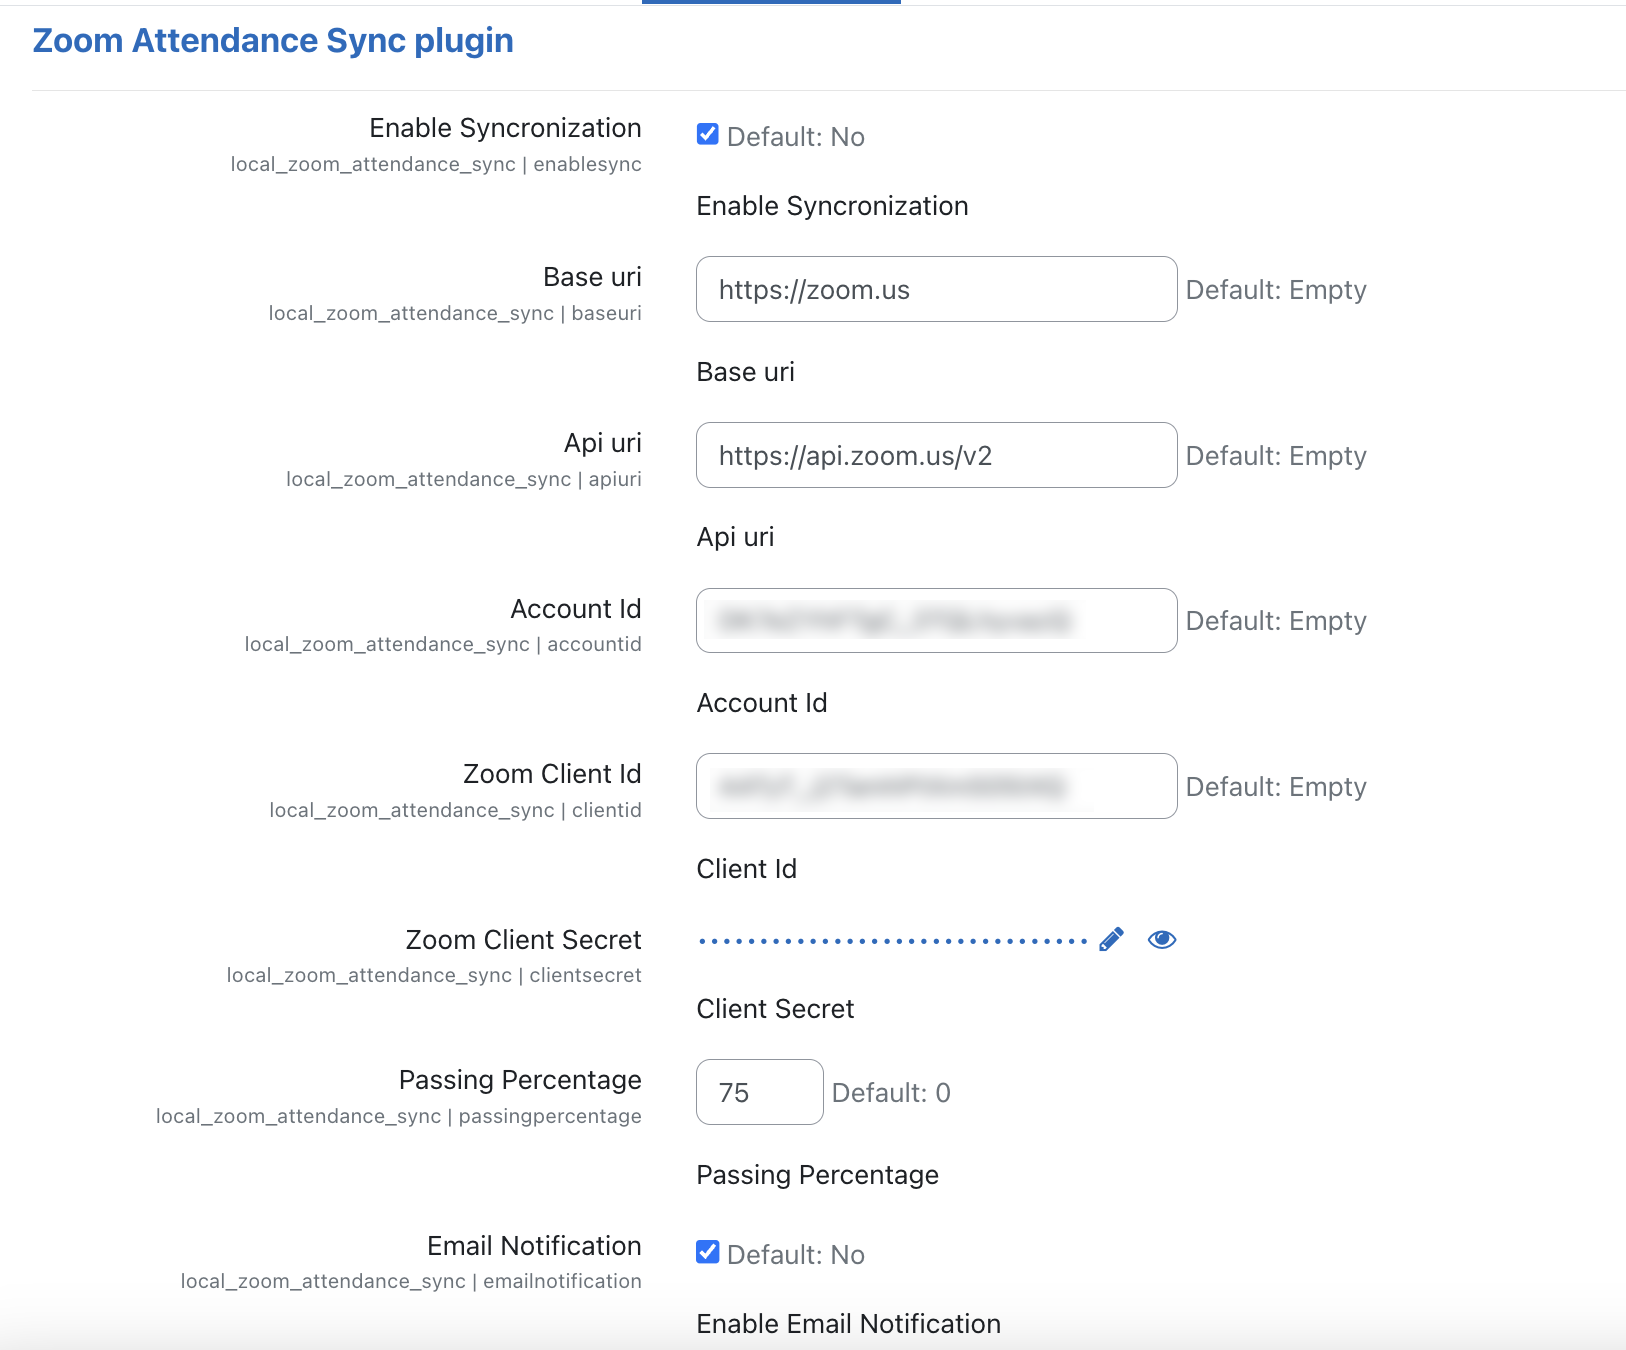 Zoom Attendance Sync plugin
Enable Syncronization
local_zoom_attendance_sync | enablesync
Default: No
Enable Syncronization
Base uri
local_zoom_attendance_sync | baseuri
https://zoom.us
Default: Empty
Base uri
Api uri
local_zoom_attendance_sync | apiuri
https://api.zoom.us/v2
Default: Empty
Api uri
Account Id
local_zoom_attendance_sync | accountid
Default: Empty
Account Id
Zoom Client Id
local_zoom_attendance_sync | clientid
Default: Empty
Client Id
Zoom Client Secret
local_zoom_attendance_sync | clientsecret
Client Secret
Passing Percentage
local_zoom_attendance_sync | passingpercentage
75
Default: 0
Passing Percentage
Email Notification
local_zoom_attendance_sync | emailnotification
Default: No
Enable Email Notification